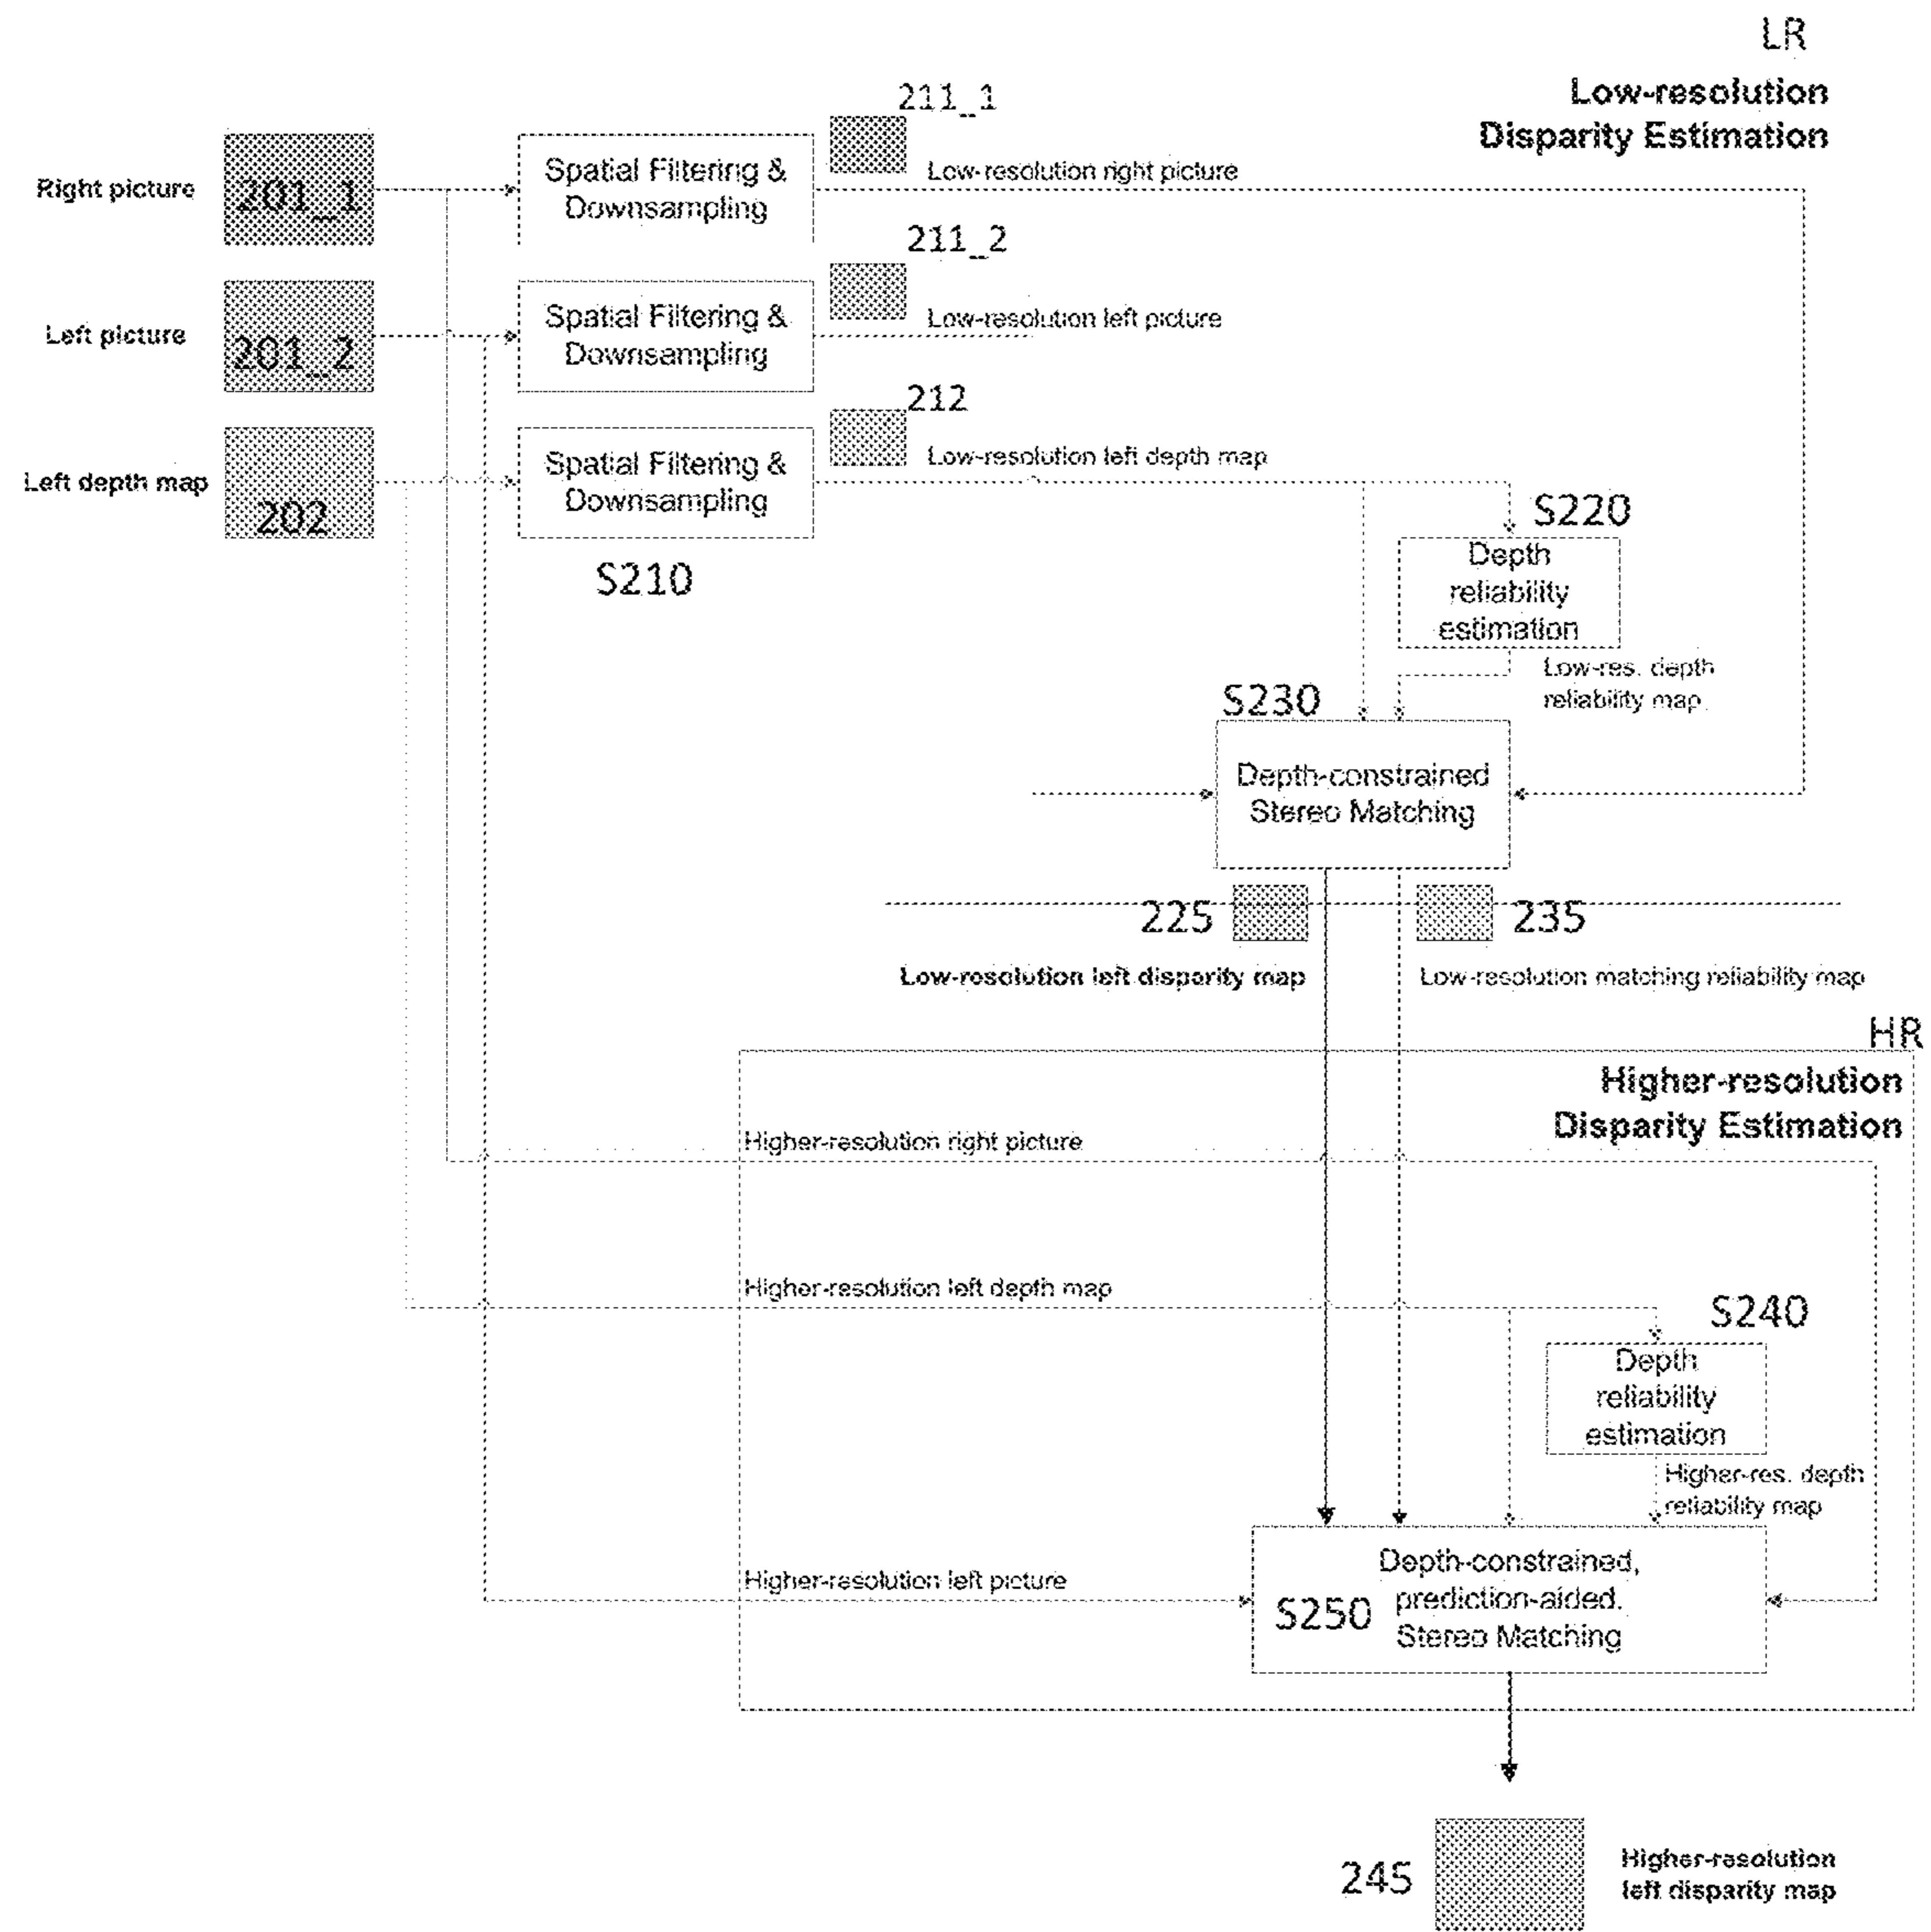 LR
Low-resolution
Disparity Estimation
211_1
Right picture
201_1
Spatial Filtering &
Downsampling
Low-resolution right picture
211_2
Left picture
201_2
Spatial Filtering &
Downsampling
Low-resolution left picture
212
Left depth map
202
Spatial Filtering &
Downsampling
Low-resolution left depth map
S210
S220
Depth
reliability
estimation
Low-res. depth
reliability map
S230
Depth-constrained
Stereo Matching
225
235
Low-resolution left disparity map
Low-resolution matching reliability map
HR
Higher-resolution
Disparity Estimation
Higher-resolution right picture
Higher-resolution left depth map
S240
Depth
reliability
estimation
Higher-res. depth
reliability map
Higher-resolution left picture
S250
Depth-constrained,
prediction-aided.
Stereo Matching
245
Higher-resolution
left disparity map